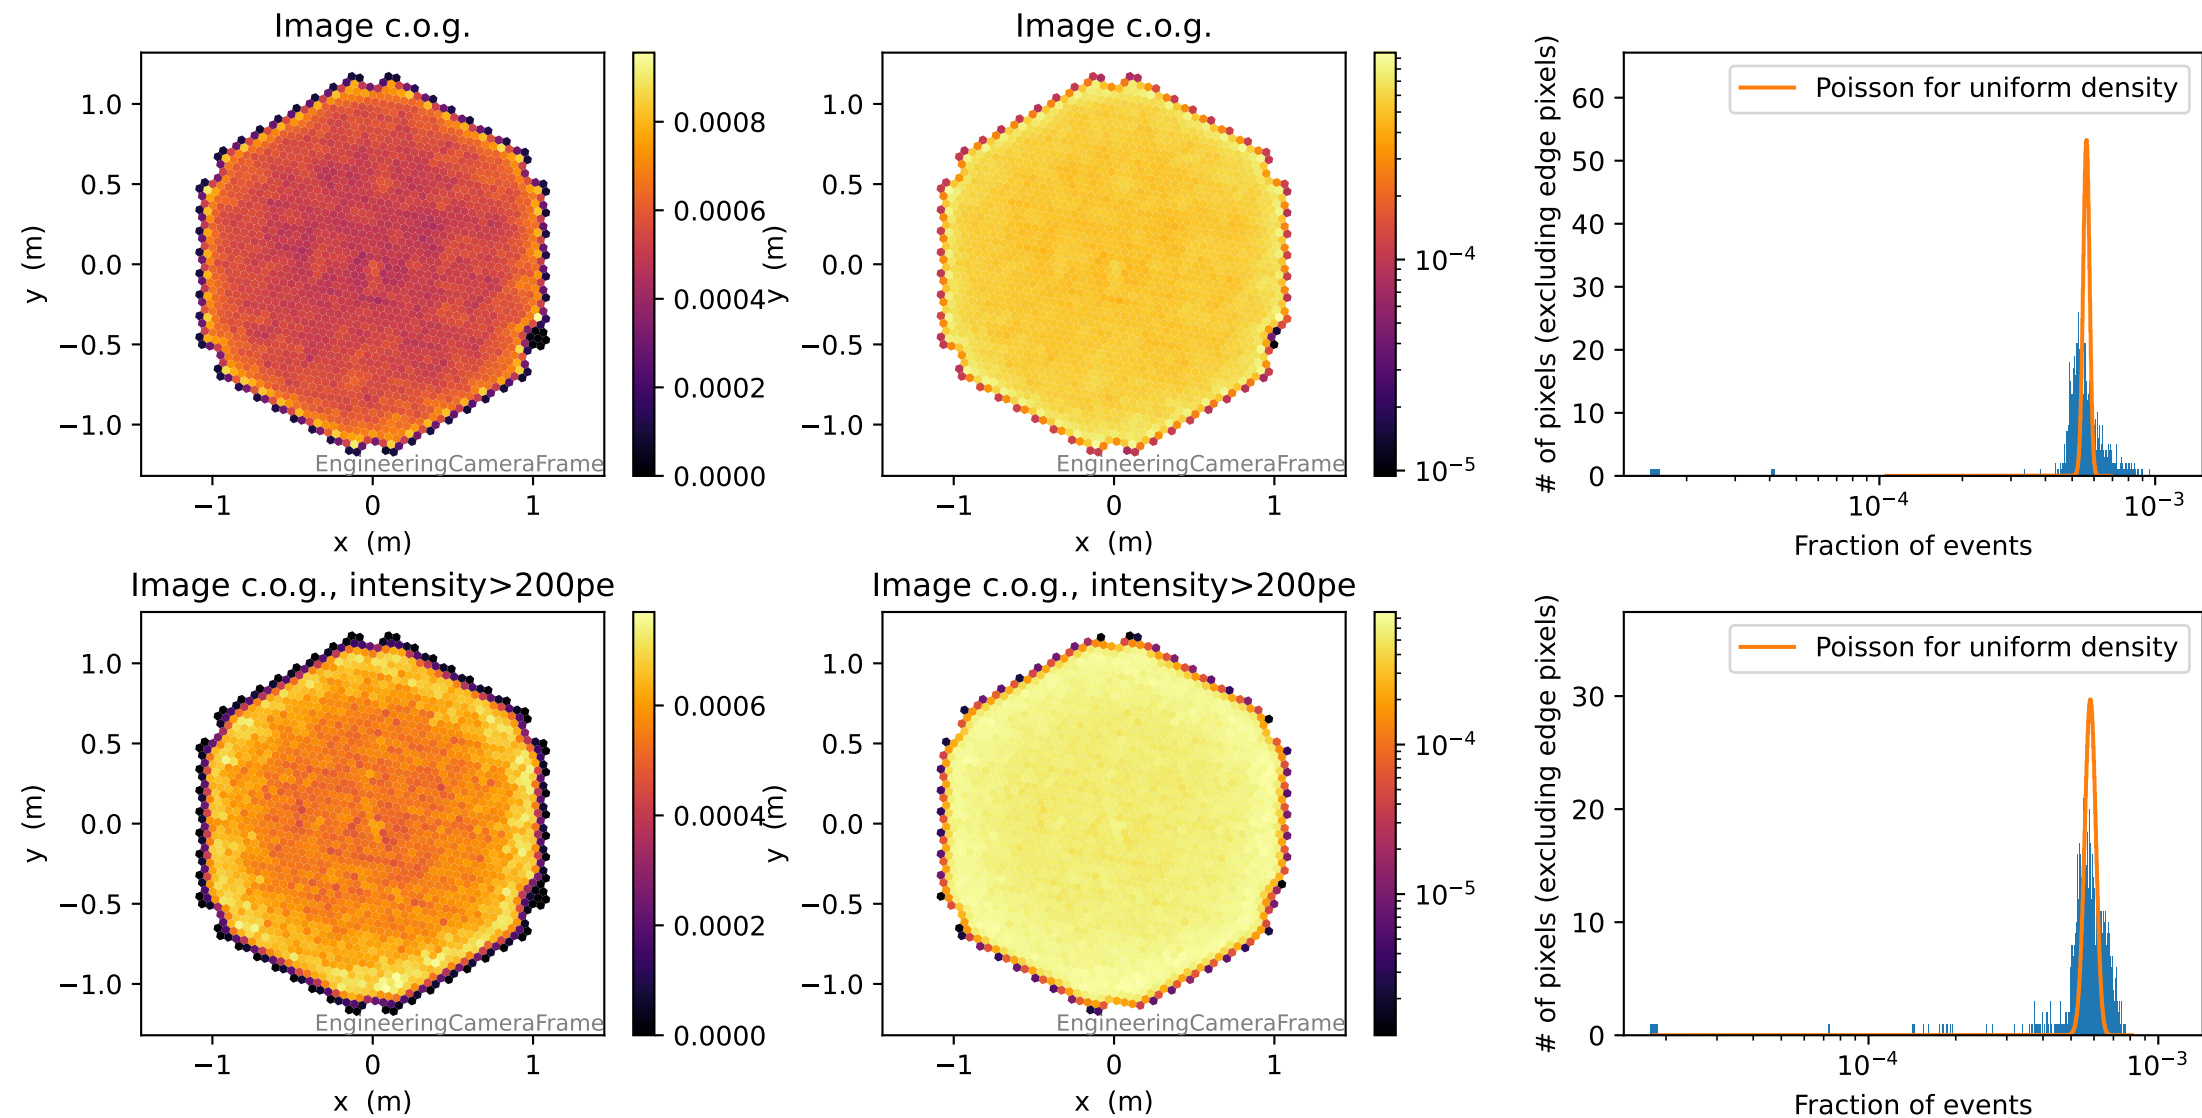 Image c.o.g.
1.0
0.5
0.0
−0.5
−1.0
y (m)
−1
0
1
x (m)
EngineeringCameraFrame
0.0008
0.0006
0.0004
0.0002
0.0000
Image c.o.g.
1.0
0.5
0.0
−0.5
−1.0
y (m)
−1
0
1
x (m)
EngineeringCameraFrame
10⁻⁴
10⁻⁵
# of pixels (excluding edge pixels)
60
50
40
30
20
10
0
Poisson for uniform density
10⁻⁴
10⁻³
Fraction of events
Image c.o.g., intensity>200pe
1.0
0.5
0.0
−0.5
−1.0
y (m)
−1
0
1
x (m)
EngineeringCameraFrame
0.0006
0.0004
0.0002
0.0000
Image c.o.g., intensity>200pe
1.0
0.5
0.0
−0.5
−1.0
y (m)
−1
0
1
x (m)
EngineeringCameraFrame
10⁻⁴
10⁻⁵
# of pixels (excluding edge pixels)
30
20
10
0
Poisson for uniform density
10⁻⁴
10⁻³
Fraction of events